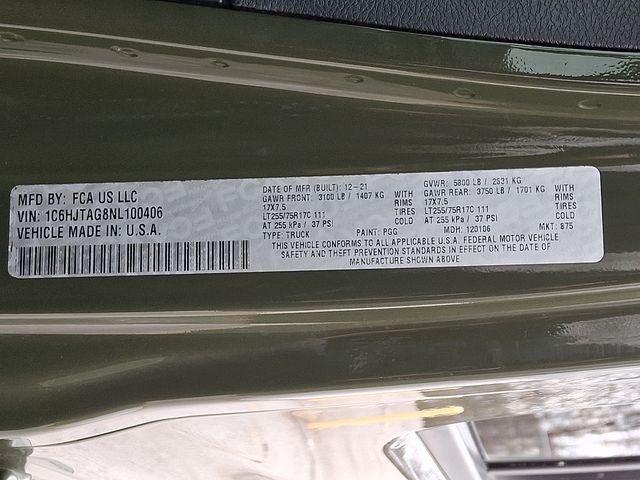 MFD BY: FCA US LLC
VIN: 1C6HJTAG8NL100406
VEHICLE MADE IN: U.S.A.
DATE OF MFR (BUILT): 12-21
GAWR FRONT: 3100 LB / 1407 KG WITH
17X7.5 RIMS
LT255/75R17C 111 TIRES
AT 255 kPa / 37 PSI COLD
TYPE: TRUCK PAINT: PGG
GVWR: 5800 LB / 2631 KG
GAWR REAR: 3750 LB / 1701 KG WITH
17X7.5 RIMS
LT255/75R17C 111 TIRES
AT 255 kPa / 37 PSI COLD
MDH: 120106 MKT: 875
THIS VEHICLE CONFORMS TO ALL APPLICABLE U.S.A. FEDERAL MOTOR VEHICLE
SAFETY AND THEFT PREVENTION STANDARDS IN EFFECT ON THE DATE OF
MANUFACTURE SHOWN ABOVE